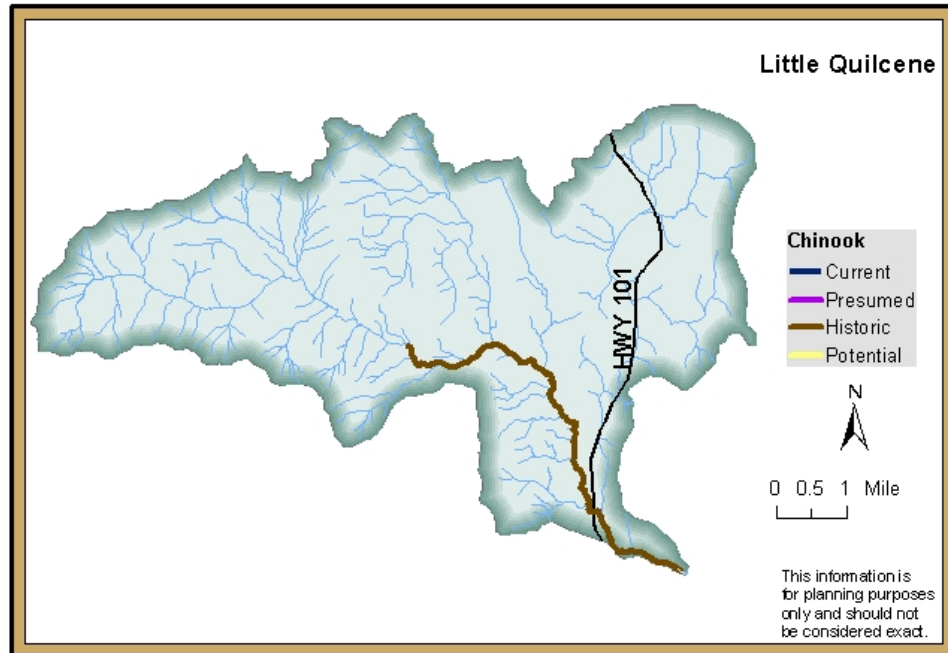 Little Quilcene
HWY 101
Chinook
Current
Presumed
Historic
Potential
N
0 0.5 1 Mile
This information is
for planning purposes
only and should not
be considered exact.